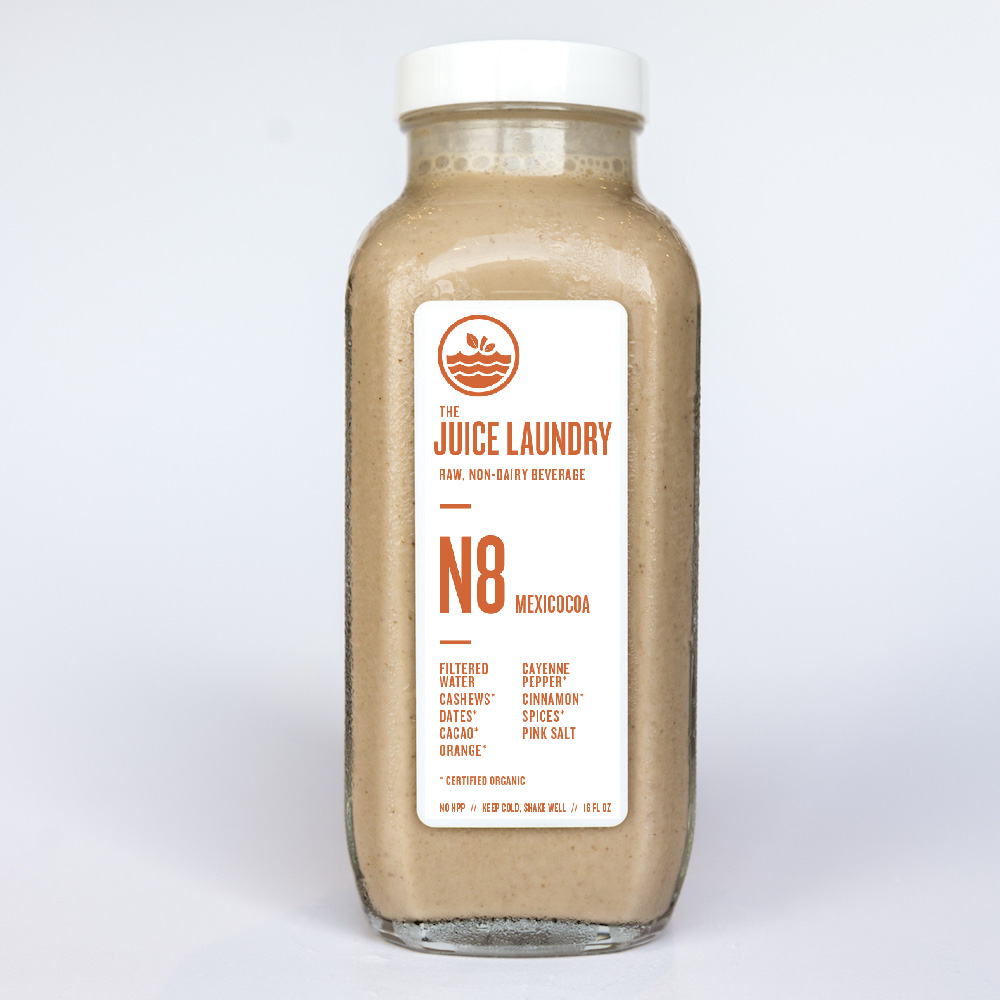 THE
JUICE LAUNDRY
RAW, NON-DAIRY BEVERAGE
N8 MEXICOCOA
FILTERED
WATER
CASHEWS*
DATES*
CACAO*
ORANGE*
CAYENNE
PEPPER*
CINNAMON*
SPICES*
PINK SALT
* CERTIFIED ORGANIC
NO HPP // KEEP COLD, SHAKE WELL // 16 FL OZ